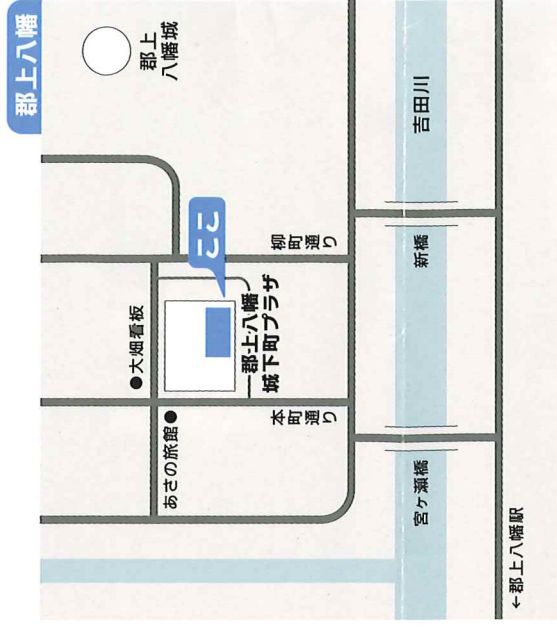 郡上八幡
郡上
八幡城
ここ
柳町通り
大畑看板
郡上八幡
城下町プラザ
あさの旅館
本町通り
吉田川
新橋
宮ヶ瀬橋
←郡上八幡駅